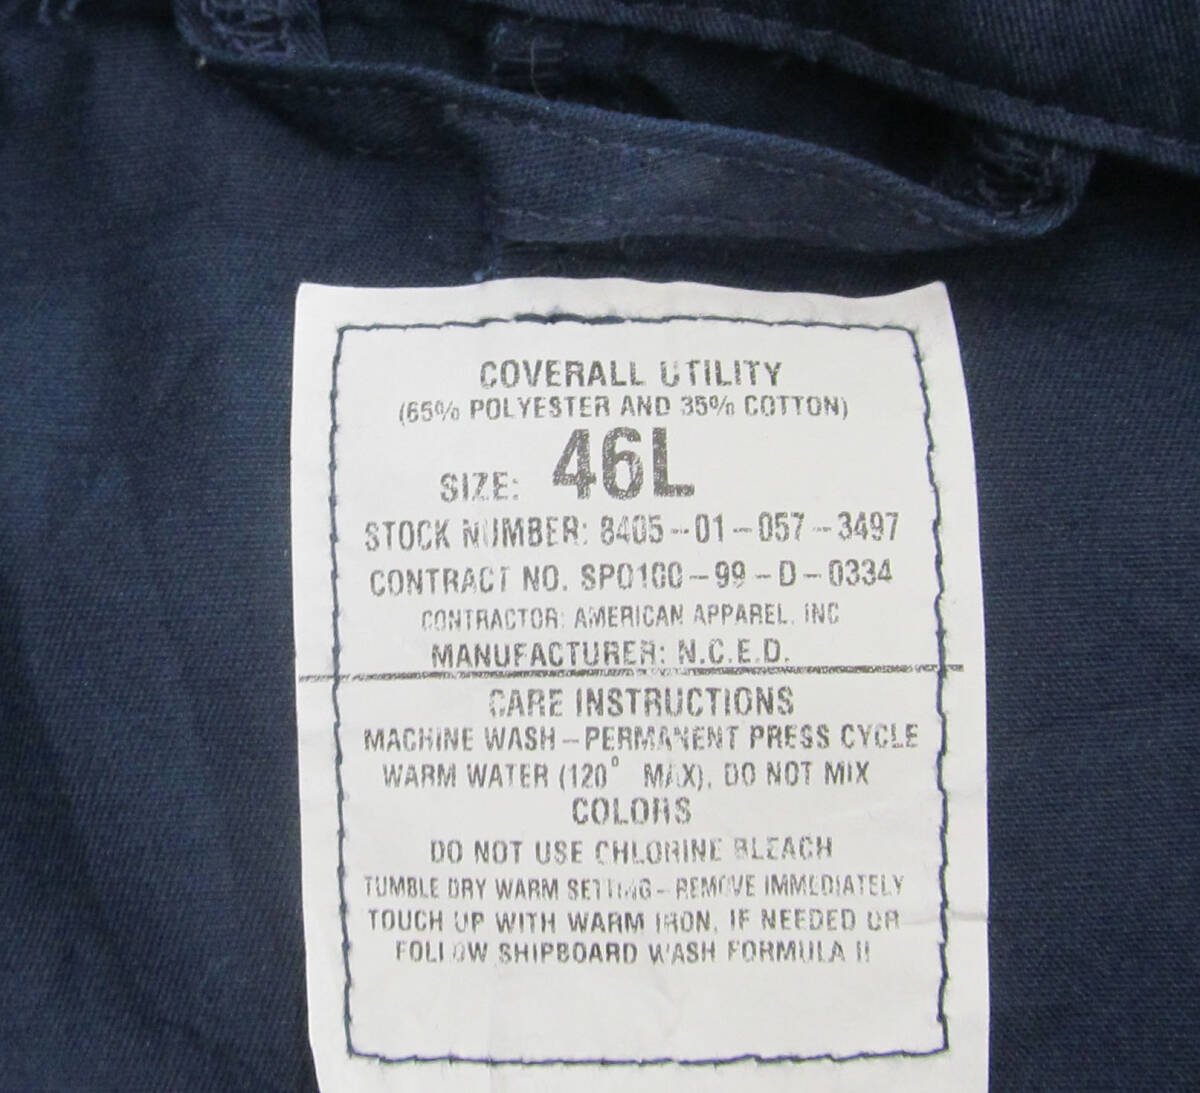 COVERALL UTILITY
(65% POLYESTER AND 35% COTTON)
SIZE: 46L
STOCK NUMBER: 8405-01-057-3497
CONTRACT NO. SPO100-99-D-0334
CONTRACTOR: AMERICAN APPAREL, INC
MANUFACTURER: N.C.E.D.
CARE INSTRUCTIONS
MACHINE WASH-PERMANENT PRESS CYCLE
WARM WATER (120° MAX), DO NOT MIX
COLORS
DO NOT USE CHLORINE BLEACH
TUMBLE DRY WARM SETTING-REMOVE IMMEDIATELY
TOUCH UP WITH WARM IRON, IF NEEDED OR
FOLLOW SHIPBOARD WASH FORMULA II